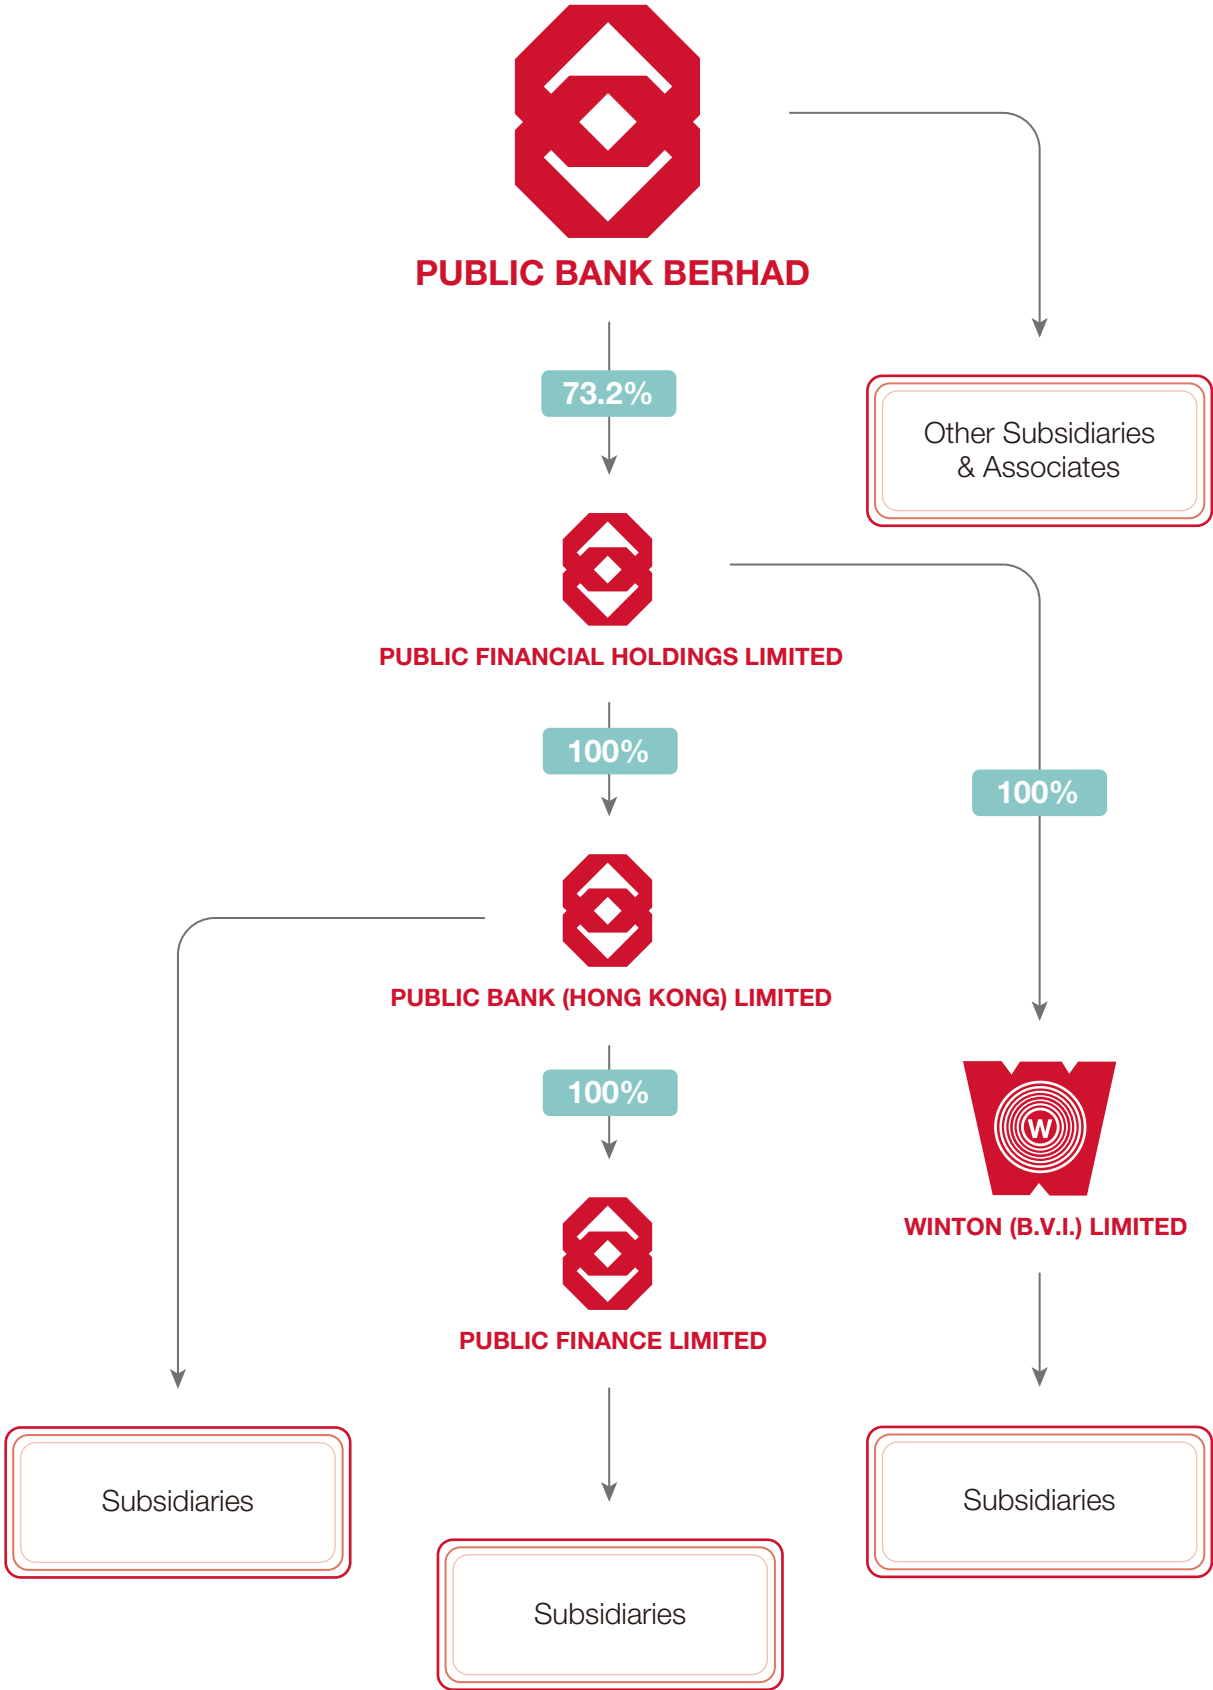 PUBLIC BANK BERHAD
73.2%
Other Subsidiaries
& Associates
PUBLIC FINANCIAL HOLDINGS LIMITED
100%
100%
PUBLIC BANK (HONG KONG) LIMITED
100%
W
WINTON (B.V.I.) LIMITED
PUBLIC FINANCE LIMITED
Subsidiaries
Subsidiaries
Subsidiaries